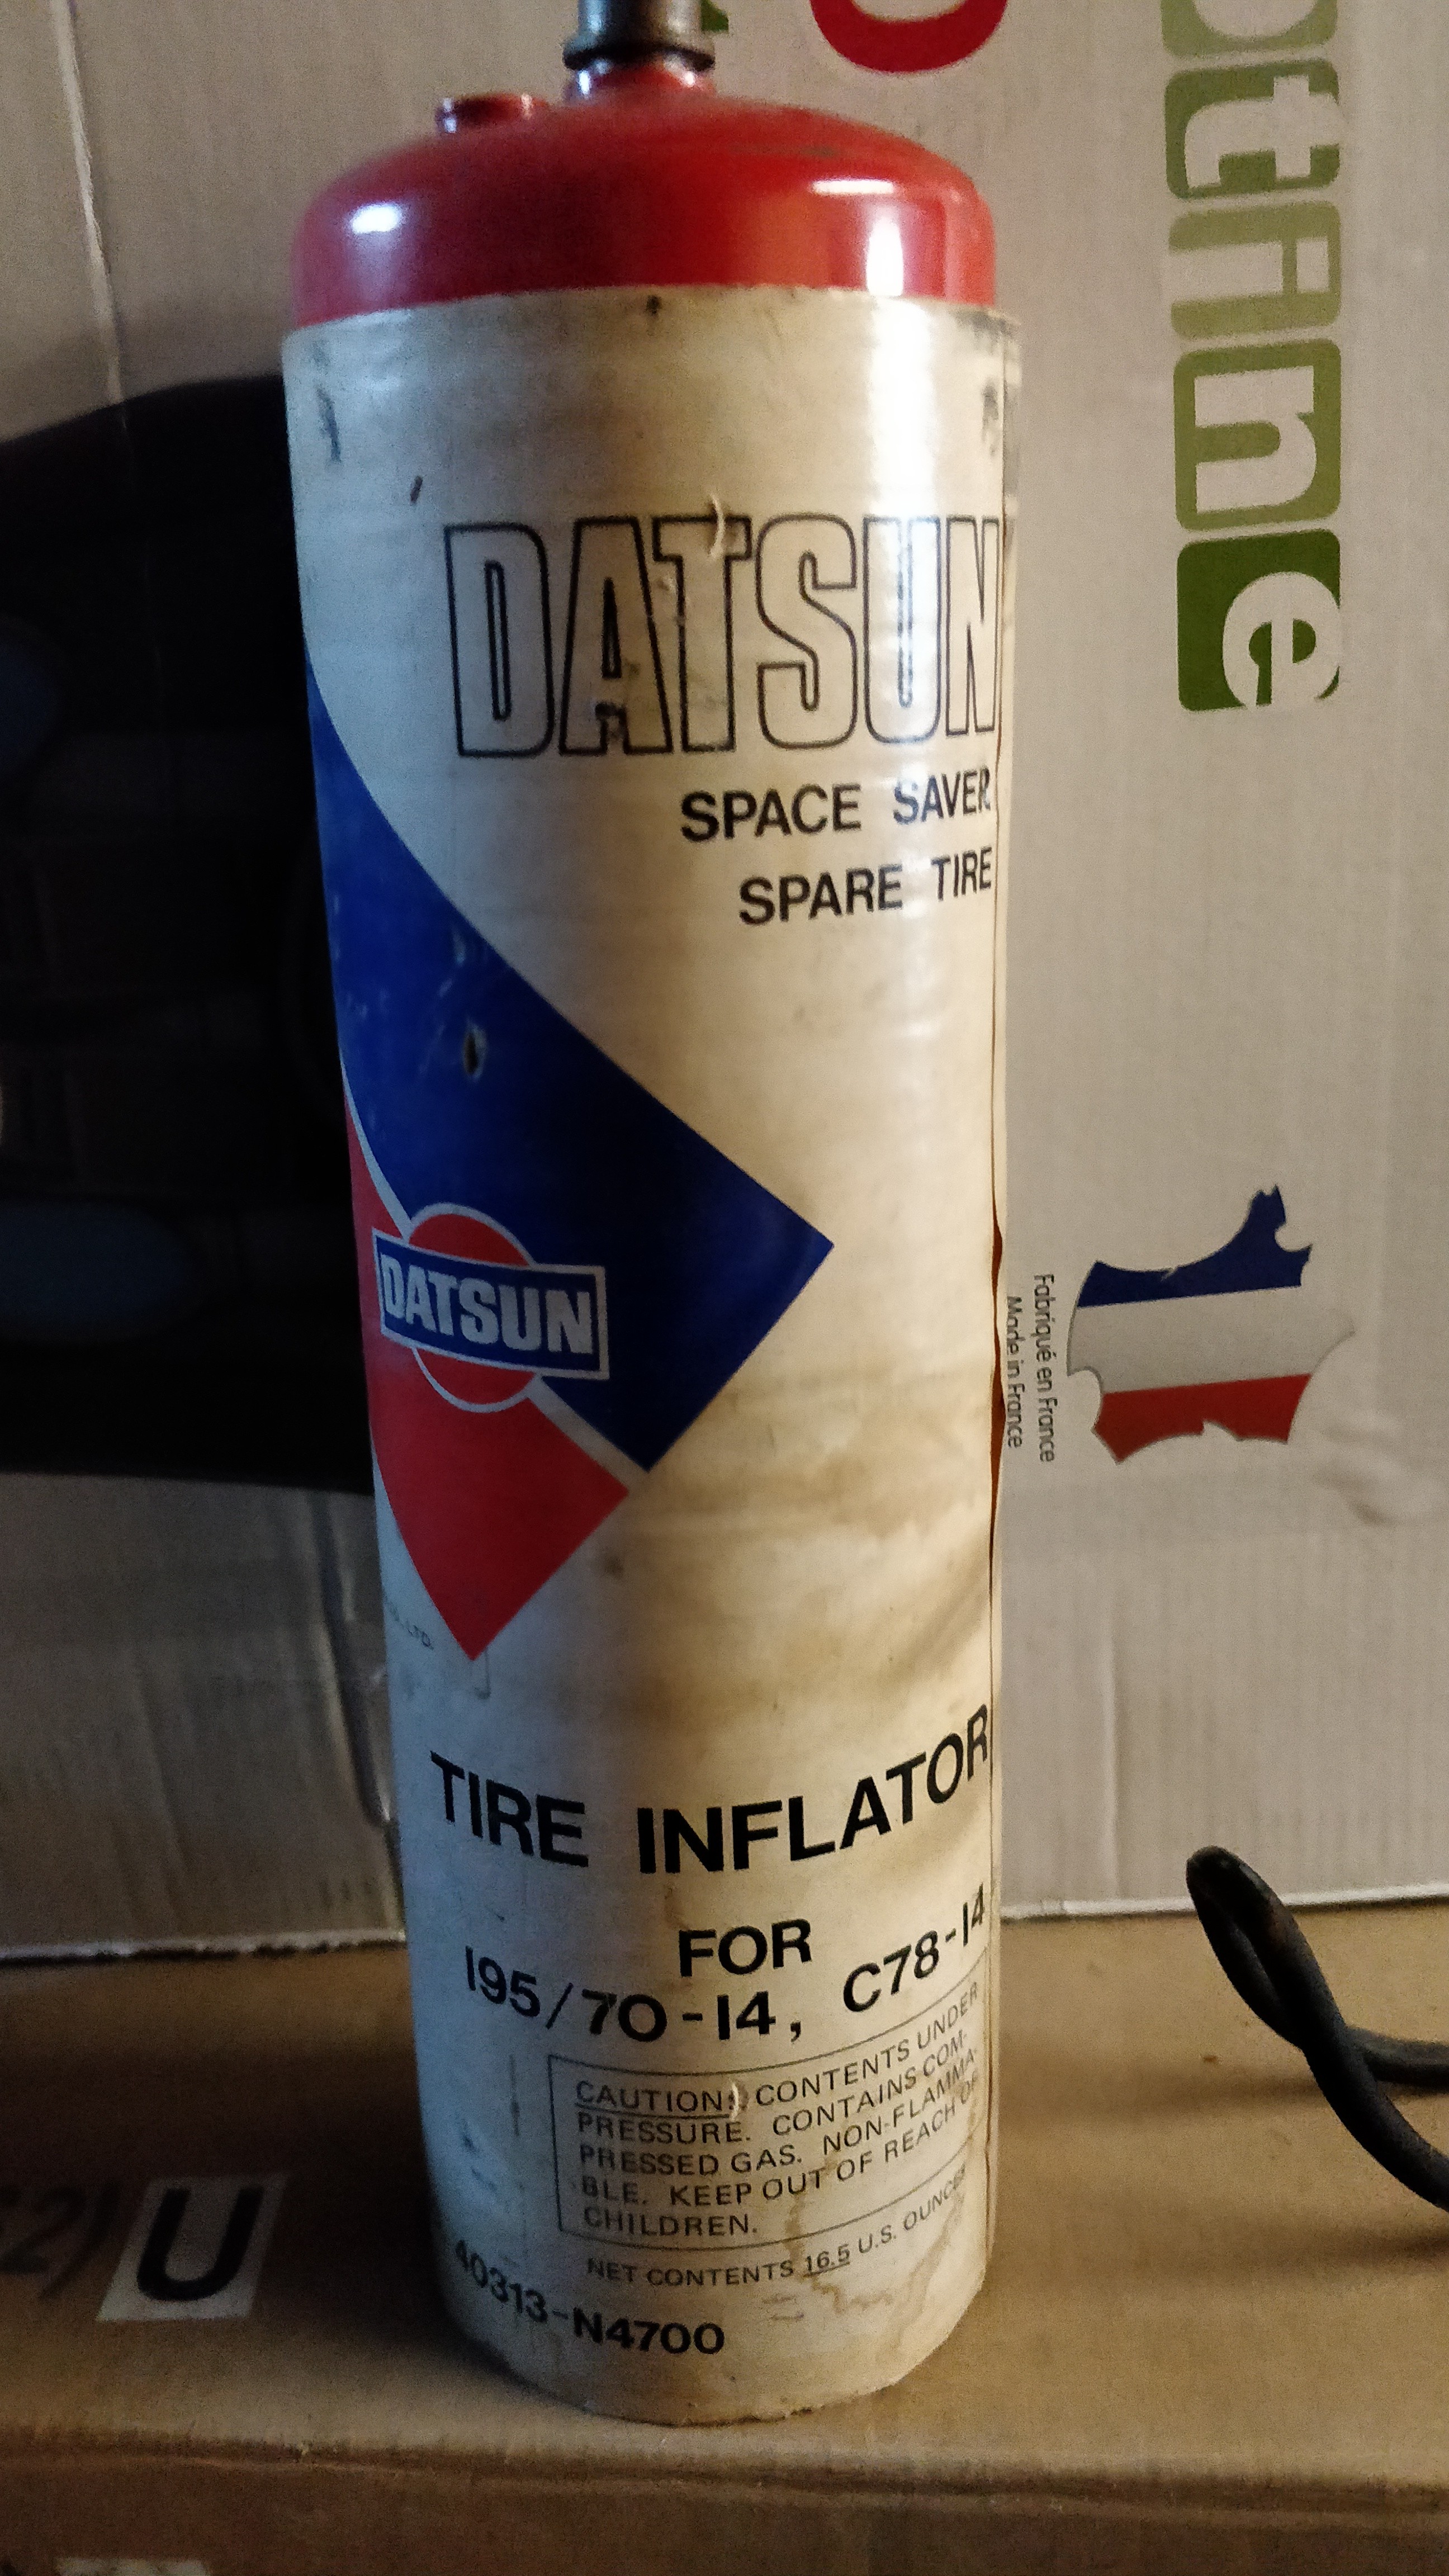 DATSUN
SPACE SAVER
SPARE TIRE
DATSUN
LTD.
TIRE INFLATOR
FOR
195/70-14, C78-14
CAUTION: CONTENTS UNDER
PRESSURE. CONTAINS COM-
PRESSED GAS. NON-FLAMMA-
BLE. KEEP OUT OF REACH OF
CHILDREN.
NET CONTENTS 16.5 U.S. OUNCES
40313-N4700
otAne
Fabriqué en France
Made in France
U